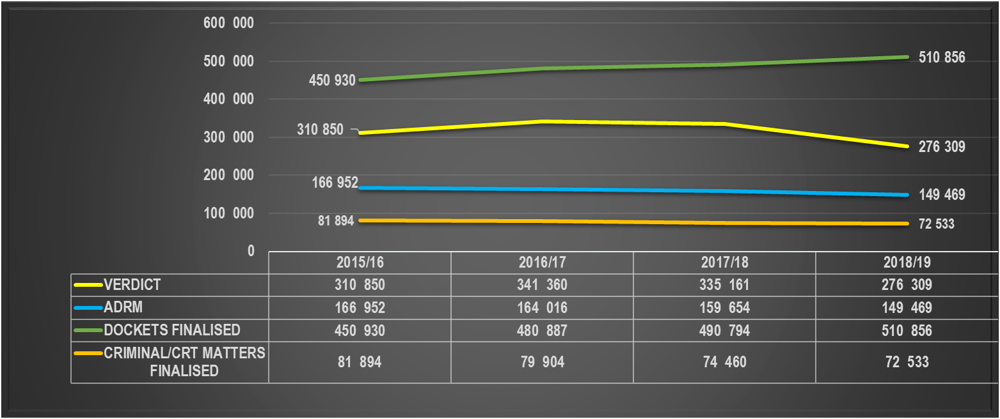 600 000
500 000
400 000
300 000
200 000
100 000
0
450 930
510 856
310 850
276 309
166 952
149 469
81 894
72 533
2015/16 2016/17 2017/18 2018/19
VERDICT 310 850 341 360 335 161 276 309
ADRM 166 952 164 016 159 654 149 469
DOCKETS FINALISED 450 930 480 887 490 794 510 856
CRIMINAL/CRT MATTERS
FINALISED 81 894 79 904 74 460 72 533